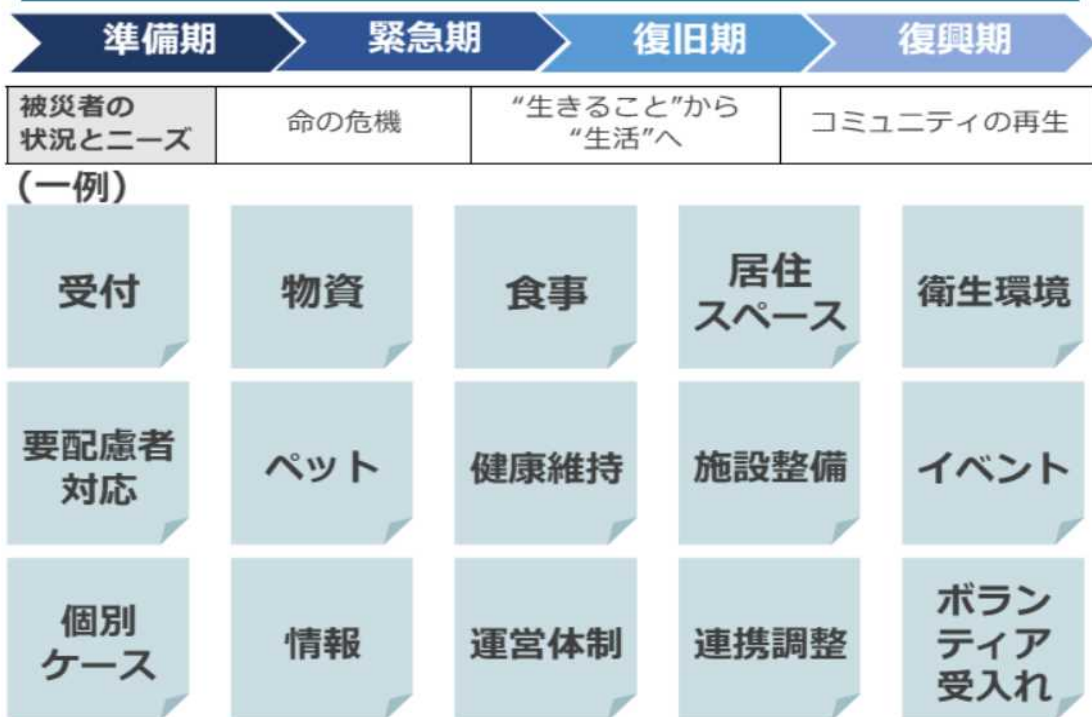 準備期 緊急期 復旧期 復興期
被災者の
状況とニーズ
命の危機
“生きること”から
“生活”へ
コミュニティの再生
（一例）
受付
物資
食事
居住
スペース
衛生環境
要配慮者
対応
ペット
健康維持
施設整備
イベント
個別
ケース
情報
運営体制
連携調整
ボラン
ティア
受入れ